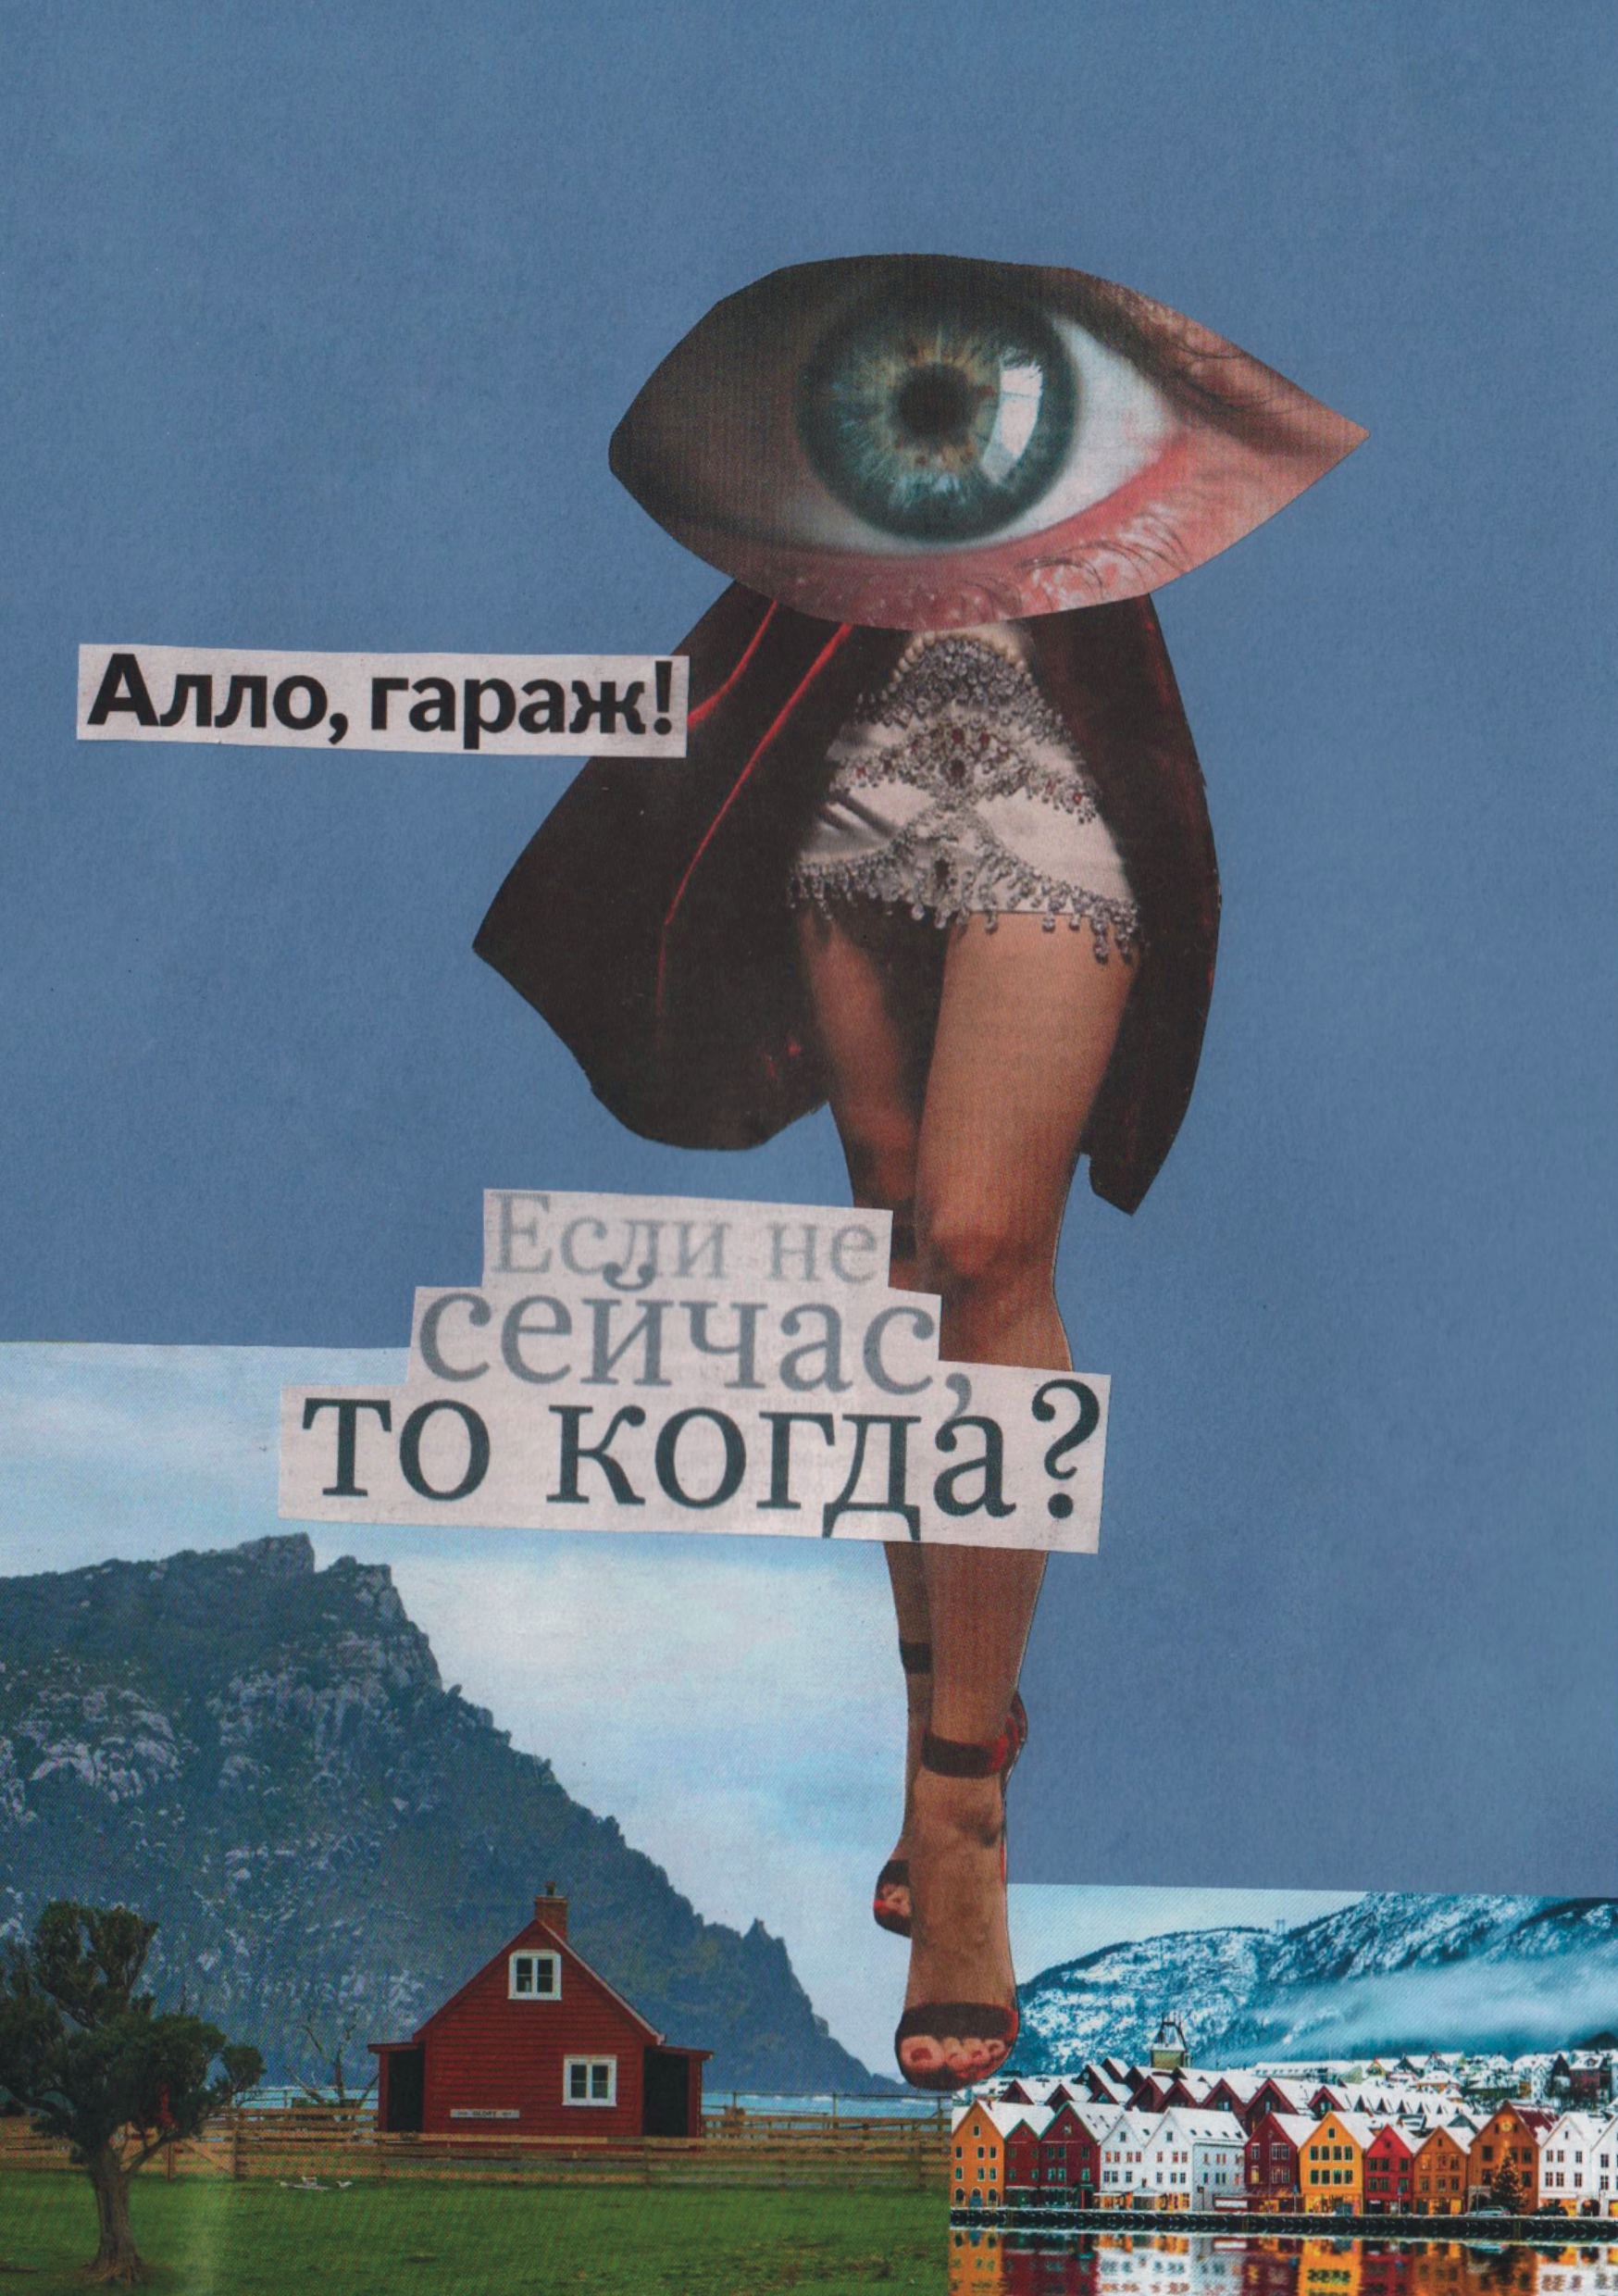 Алло, гараж!
Если не
сейчас,
то когда?